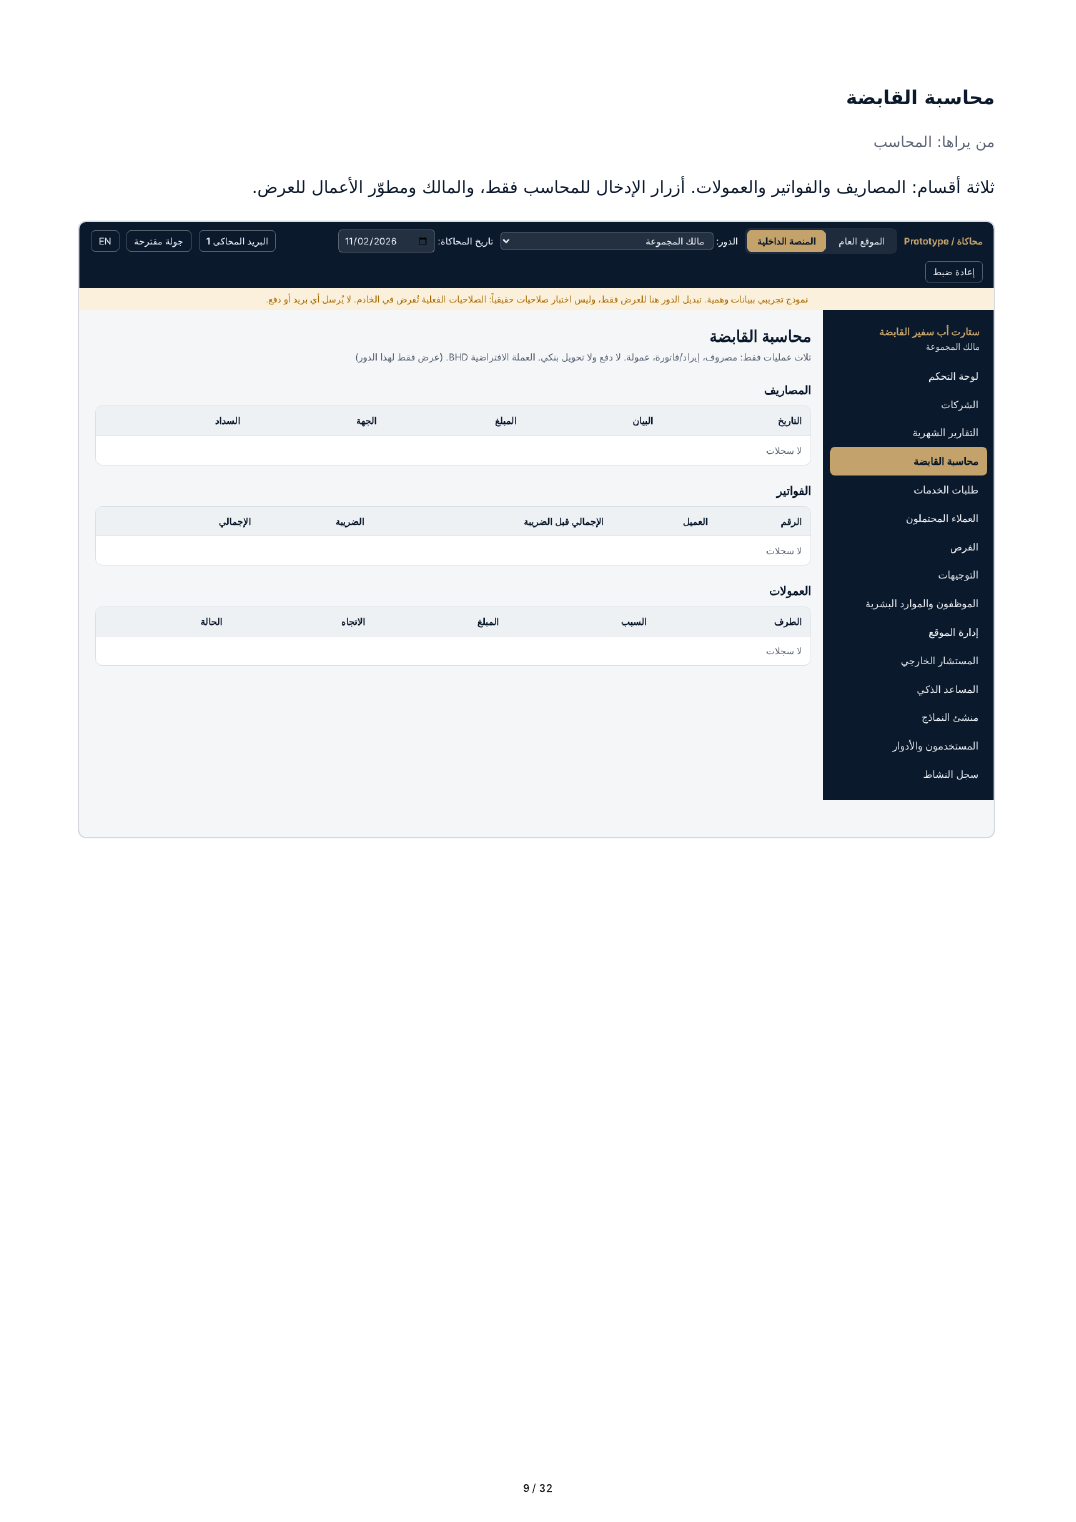 محاسبة القابضة
من يراها: المحاسب
ثلاثة أقسام: المصاريف والفواتير والعمولات. أزرار الإدخال للمحاسب فقط، والمالك ومطوّر الأعمال للعرض.
محاكاة / Prototype
الموقع العام
المنصة الداخلية
الدور:
مالك المجموعة
تاريخ المحاكاة:
11/02/2026
البريد المحاكى 1
جولة مقترحة
EN
إعادة ضبط
نموذج تجريبي ببيانات وهمية. تبديل الدور هنا للعرض فقط، وليس اختبار صلاحيات حقيقياً: الصلاحيات الفعلية تُفرض في الخادم. لا يُرسل أي بريد أو دفع.
ستارت أب سفير القابضة
مالك المجموعة
لوحة التحكم
الشركات
التقارير الشهرية
محاسبة القابضة
طلبات الخدمات
العملاء المحتملون
الفرص
التوجيهات
الموظفون والموارد البشرية
إدارة الموقع
المستشار الخارجي
المساعد الذكي
منشئ النماذج
المستخدمون والأدوار
سجل النشاط
محاسبة القابضة
ثلاث عمليات فقط: مصروف، إيراد/فاتورة، عمولة. لا دفع ولا تحويل بنكي. العملة الافتراضية BHD. (عرض فقط لهذا الدور)
المصاريف
التاريخ البيان المبلغ الجهة السداد
لا سجلات
الفواتير
الرقم العميل الإجمالي قبل الضريبة الضريبة الإجمالي
لا سجلات
العمولات
الطرف السبب المبلغ الاتجاه الحالة
لا سجلات
9 / 32